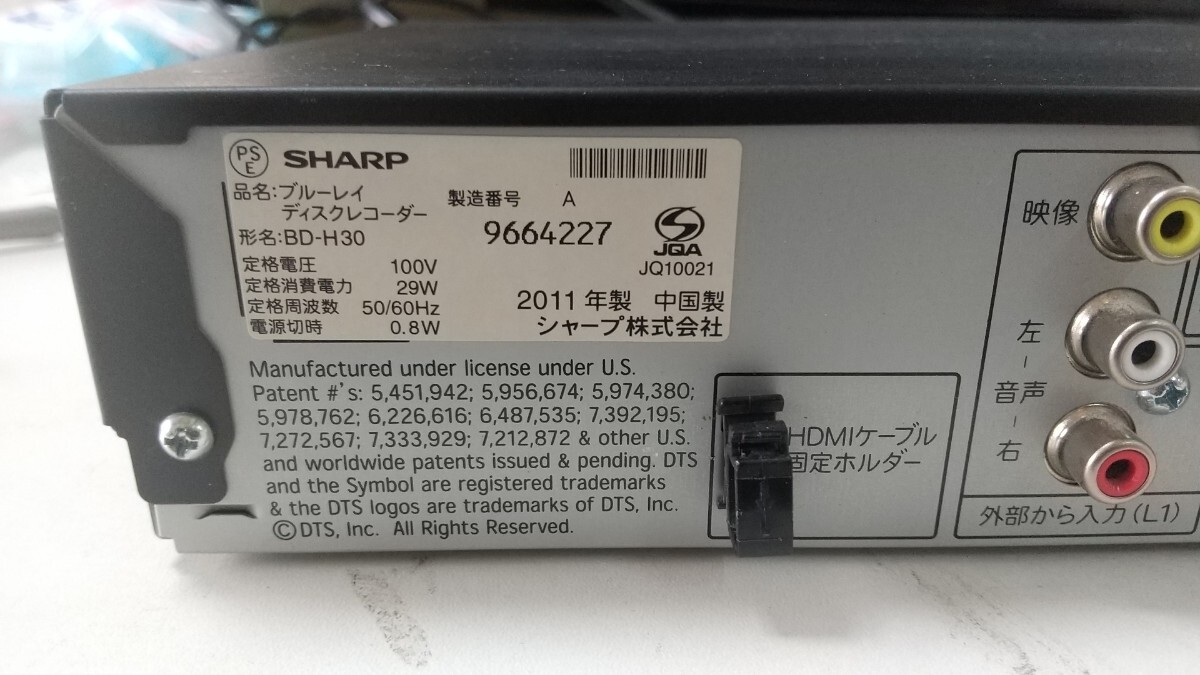 PS
E
SHARP
品名:ブルーレイ
ディスクレコーダー
形名:BD-H30
製造番号 A
9664227
JQA
JQ10021
定格電圧 100V
定格消費電力 29W
定格周波数 50/60Hz
電源切時 0.8W
2011年製 中国製
シャープ株式会社
Manufactured under license under U.S.
Patent #'s: 5,451,942; 5,956,674; 5,974,380;
5,978,762; 6,226,616; 6,487,535; 7,392,195;
7,272,567; 7,333,929; 7,212,872 & other U.S.
and worldwide patents issued & pending. DTS
and the Symbol are registered trademarks
& the DTS logos are trademarks of DTS, Inc.
©DTS, Inc. All Rights Reserved.
HDMIケーブル
固定ホルダー
映像
左
音声
右
外部から入力(L1)